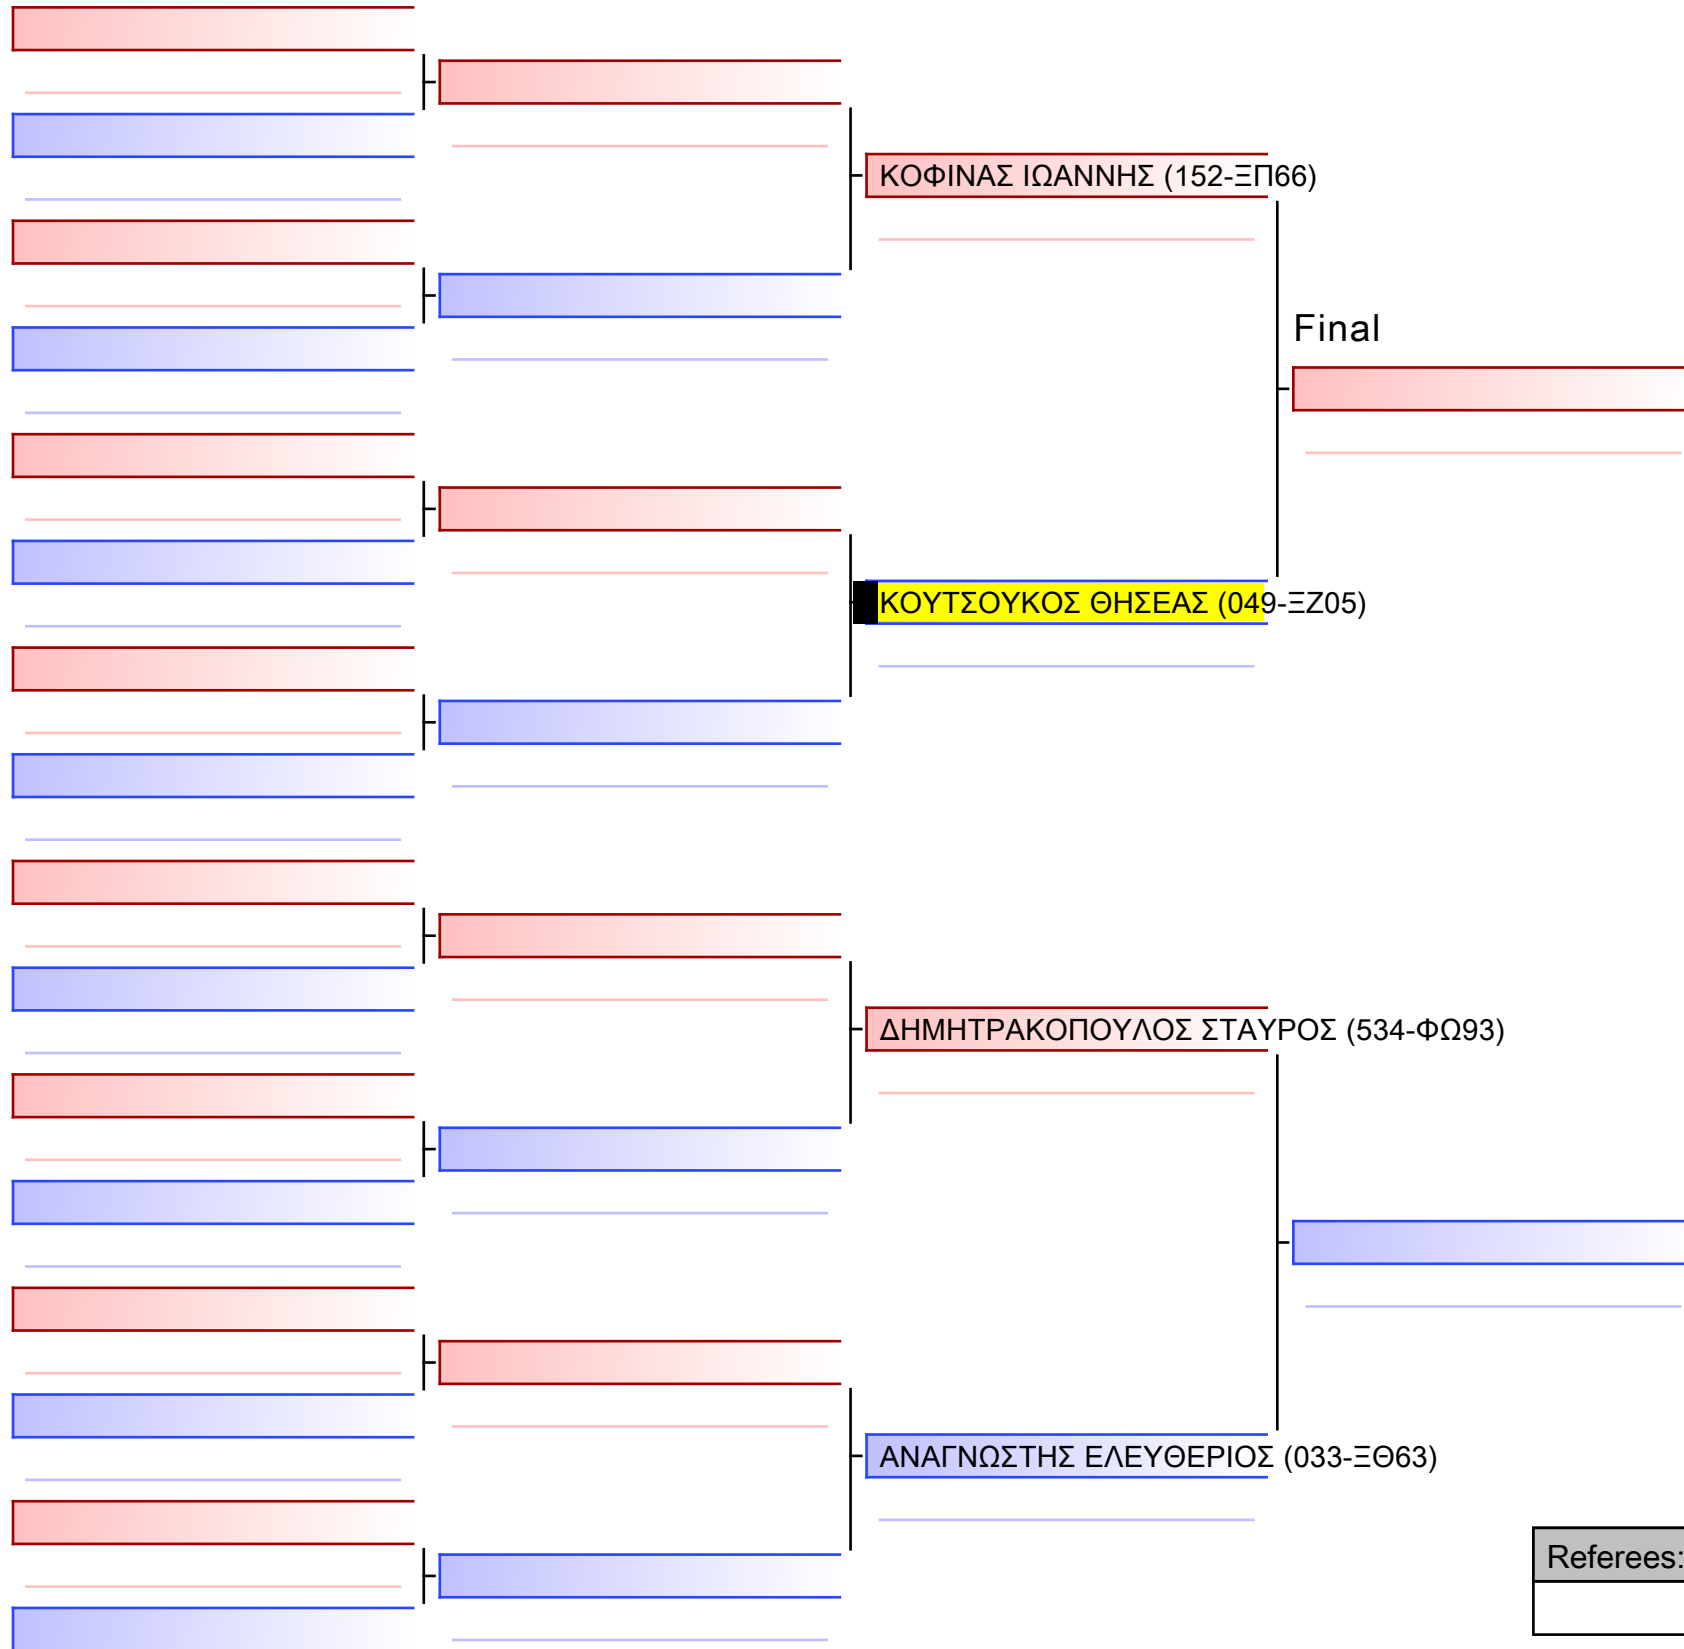 ΚΟΦΙΝΑΣ ΙΩΑΝΝΗΣ (152-ΞΠ66)
Final
ΚΟΥΤΣΟΥΚΟΣ ΘΗΣΕΑΣ (049-ΞΖ05)
ΔΗΜΗΤΡΑΚΟΠΟΥΛΟΣ ΣΤΑΥΡΟΣ (534-ΦΩ93)
ΑΝΑΓΝΩΣΤΗΣ ΕΛΕΥΘΕΡΙΟΣ (033-ΞΘ63)
Referees: